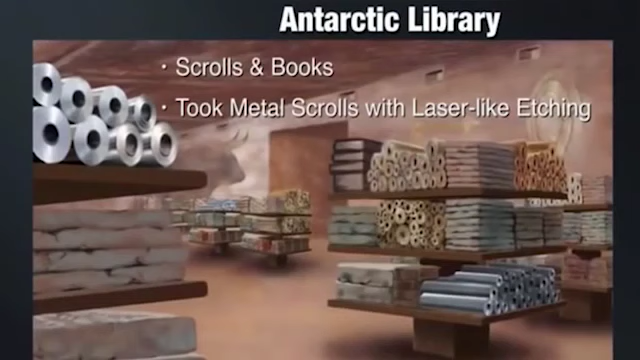 Antarctic Library
· Scrolls & Books
· Took Metal Scrolls with Laser-like Etching